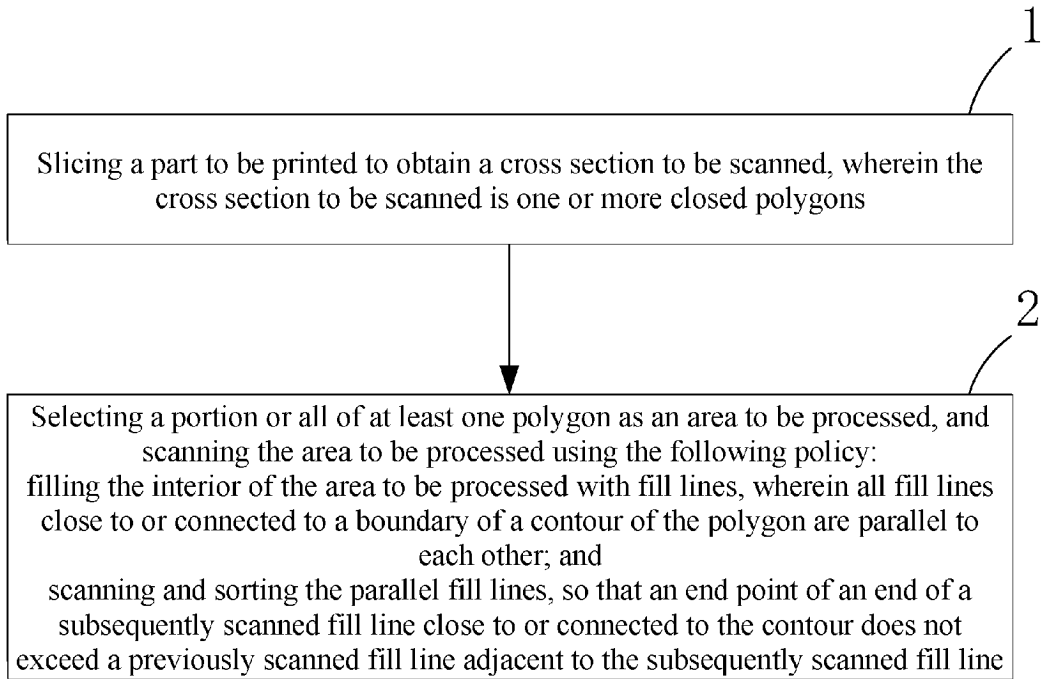 1
Slicing a part to be printed to obtain a cross section to be scanned, wherein the
cross section to be scanned is one or more closed polygons
2
Selecting a portion or all of at least one polygon as an area to be processed, and
scanning the area to be processed using the following policy:
filling the interior of the area to be processed with fill lines, wherein all fill lines
close to or connected to a boundary of a contour of the polygon are parallel to
each other; and
scanning and sorting the parallel fill lines, so that an end point of an end of a
subsequently scanned fill line close to or connected to the contour does not
exceed a previously scanned fill line adjacent to the subsequently scanned fill line